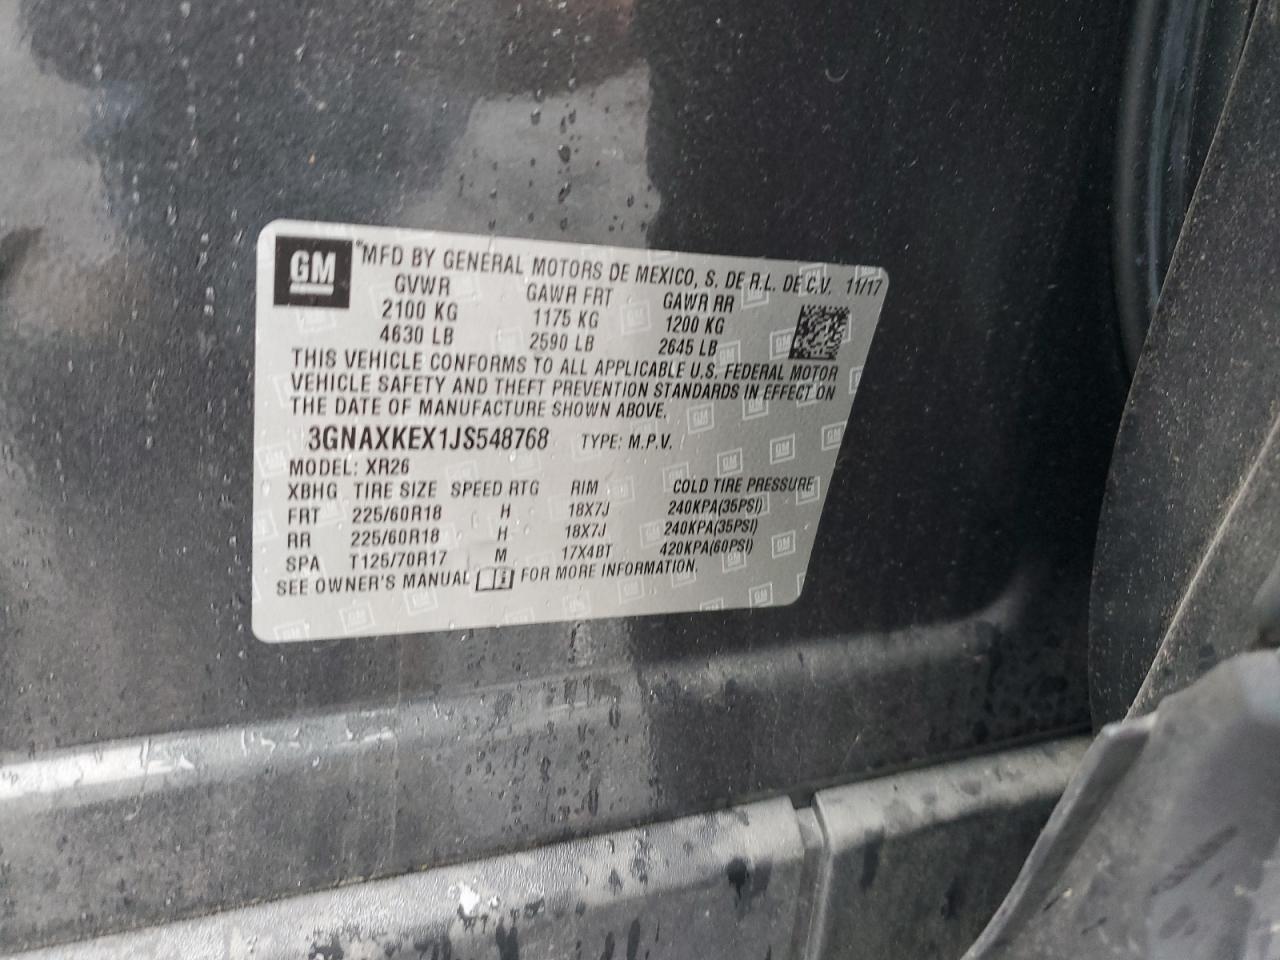 GM
MFD BY GENERAL MOTORS DE MEXICO, S. DE R.L. DE C.V. 11/17
GVWR GAWR FRT GAWR RR
2100 KG 1175 KG 1200 KG
4630 LB 2590 LB 2645 LB
THIS VEHICLE CONFORMS TO ALL APPLICABLE U.S. FEDERAL MOTOR
VEHICLE SAFETY AND THEFT PREVENTION STANDARDS IN EFFECT ON
THE DATE OF MANUFACTURE SHOWN ABOVE.
3GNAXKEX1JS548768 TYPE: M.P.V.
MODEL: XR26
XBHG TIRE SIZE SPEED RTG RIM COLD TIRE PRESSURE
FRT 225/60R18 H 18X7J 240KPA(35PSI)
RR 225/60R18 H 18X7J 240KPA(35PSI)
SPA T125/70R17 M 17X4BT 420KPA(60PSI)
SEE OWNER'S MANUAL FOR MORE INFORMATION.